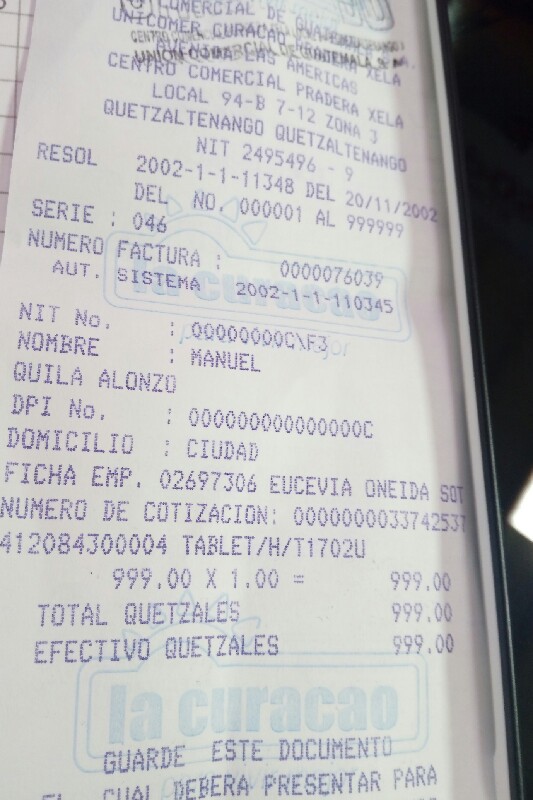 COMERCIAL DE
UNICOMER CURACAO
AVENIDA LAS AMERICAS
CENTRO COMERCIAL PRADERA XELA
LOCAL 94-B 7-12 ZONA 3
QUETZALTENANGO QUETZALTENANGO
NIT 2495496 - 9
RESOL 2002-1-1-11348 DEL 20/11/2002
DEL NO. 000001 AL 999999
SERIE : 046
NUMERO FACTURA : 0000076039
AUT. SISTEMA 2002-1-1-110345
la curacao
NIT No. : 00000000C\F3
NOMBRE : MANUEL
QUILA ALONZO
DPI No. : 000000000000000C
DOMICILIO : CIUDAD
FICHA EMP. 02697306 EUCEVIA ONEIDA SOT
NUMERO DE COTIZACION: 0000000033742537
412084300004 TABLET/H/T1702U
999.00 X 1.00 = 999.00
TOTAL QUETZALES 999.00
EFECTIVO QUETZALES 999.00
la curacao
GUARDE ESTE DOCUMENTO
EL CUAL DEBERA PRESENTAR PARA